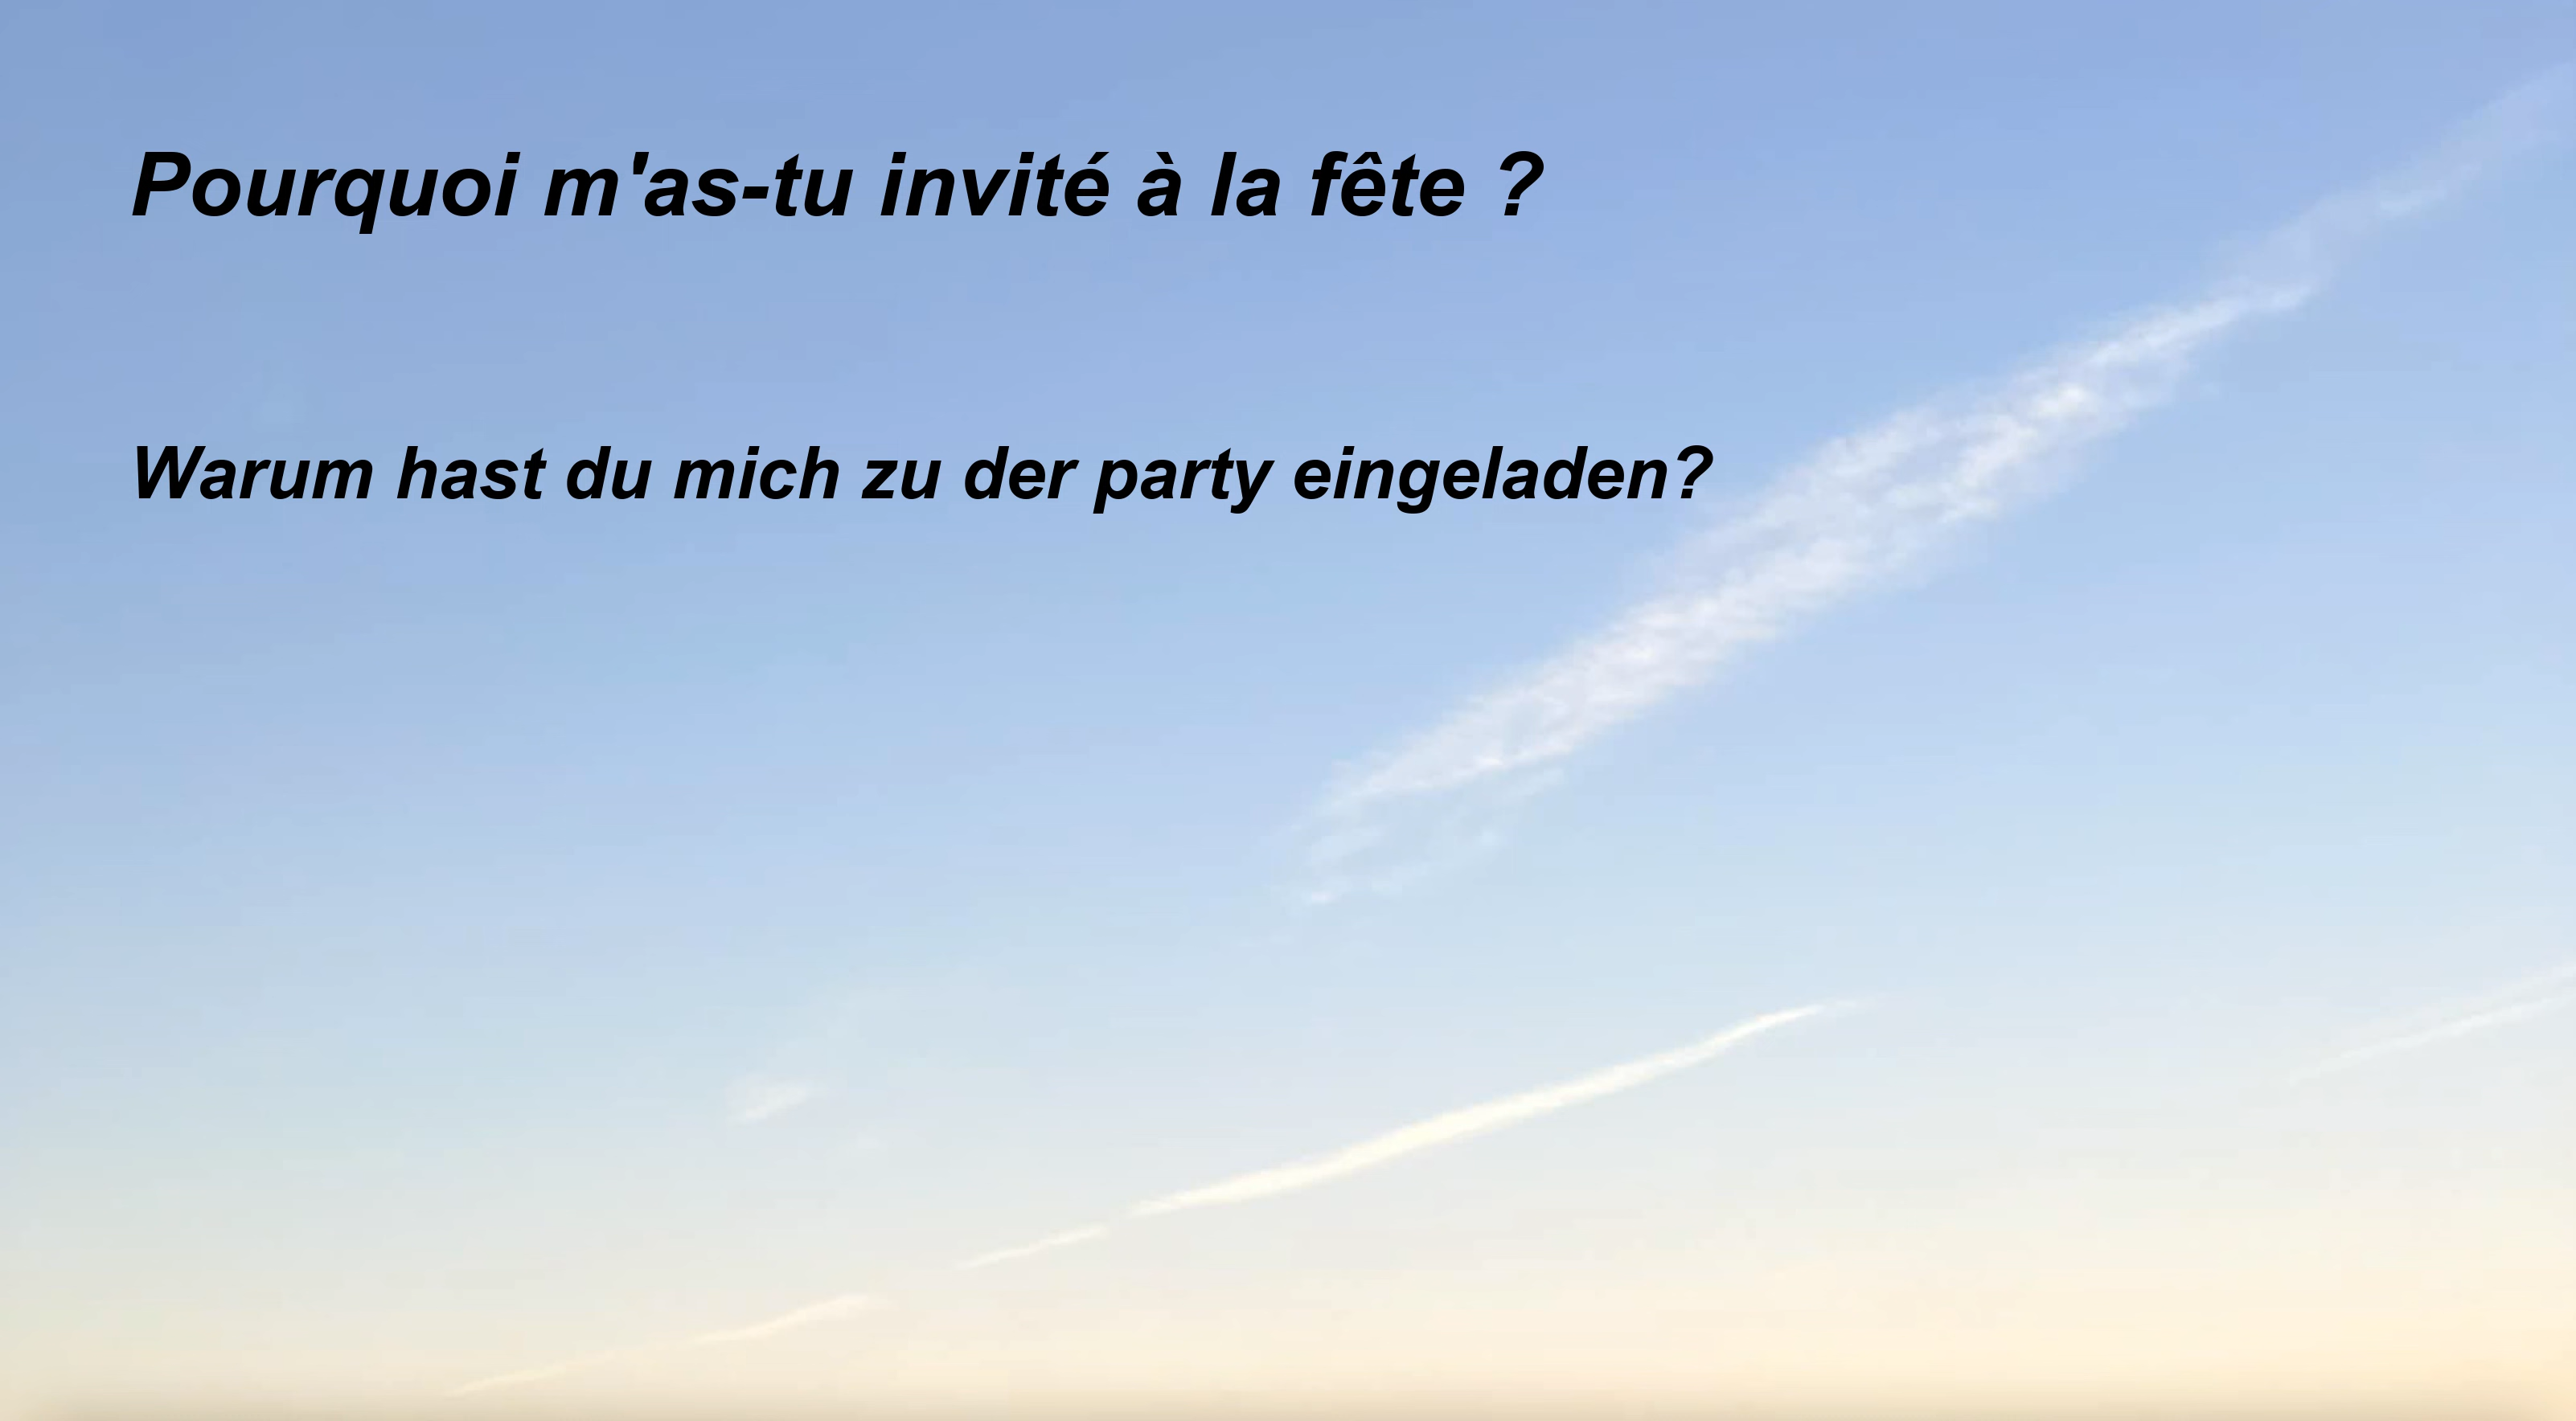 Pourquoi m'as-tu invité à la fête ?
Warum hast du mich zu der party eingeladen?